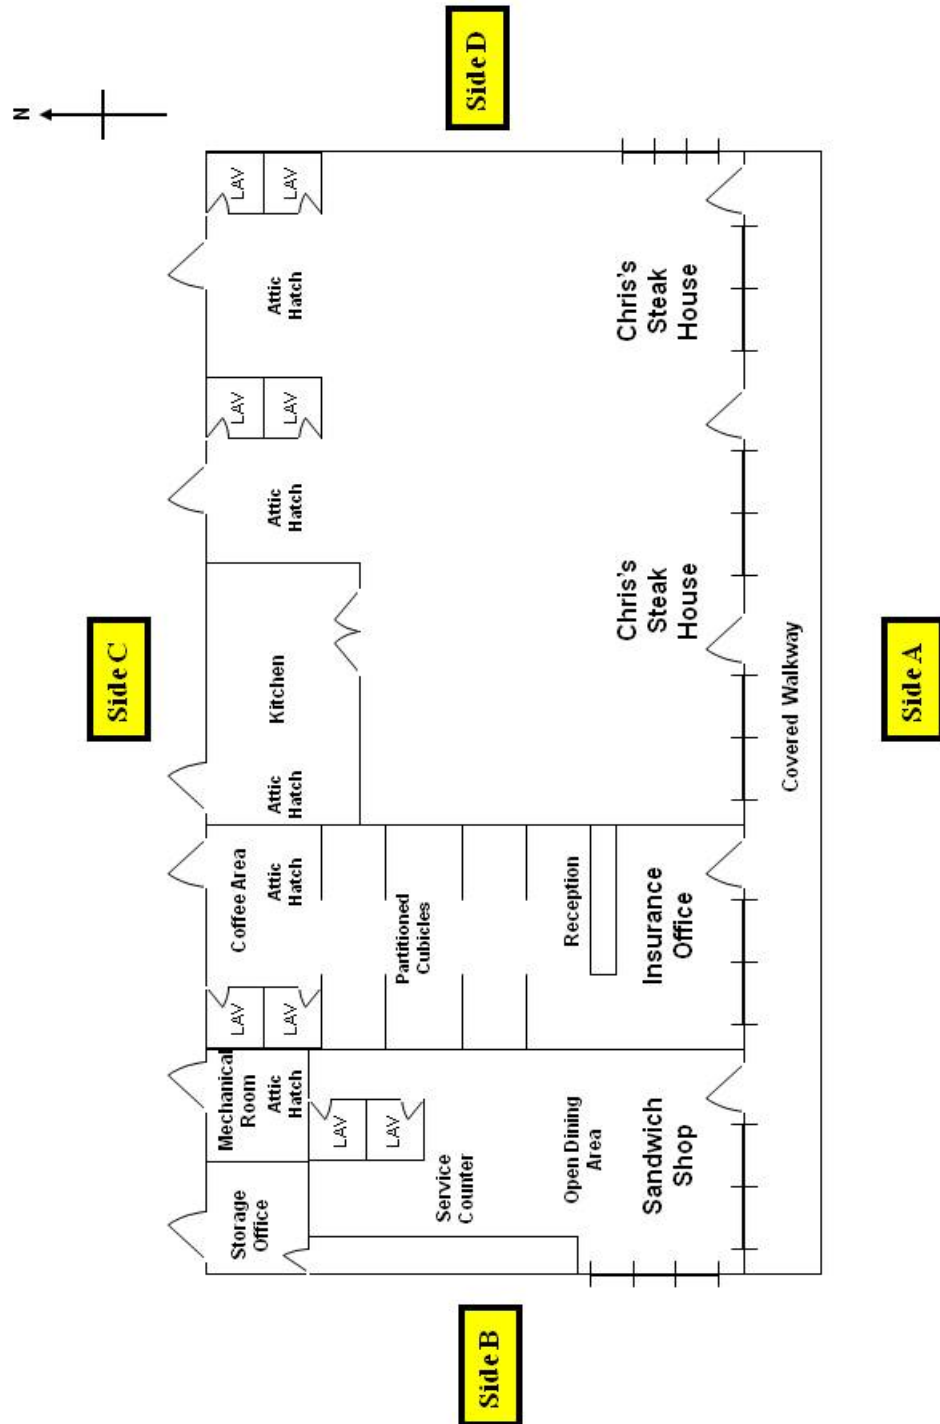 N
Side C
Side D
Side B
Side A
Storage
Office
Mechanical
Room
Attic
Hatch
LAV
LAV
Coffee Area
Attic
Hatch
Attic
Hatch
Kitchen
Attic
Hatch
LAV
LAV
Attic
Hatch
LAV
LAV
LAV
LAV
Service
Counter
Partitioned
Cubicles
Open Dining
Area
Reception
Sandwich
Shop
Insurance
Office
Chris's
Steak
House
Chris's
Steak
House
Covered Walkway